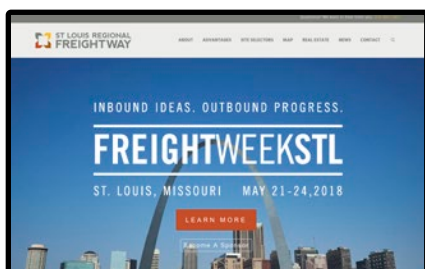 ST LOUIS REGIONAL
FREIGHTWAY
ABOUT ADVANTAGES SITE SELECTORS MAP REAL ESTATE NEWS CONTACT
INBOUND IDEAS. OUTBOUND PROGRESS.
FREIGHTWEEKSTL
ST. LOUIS, MISSOURI MAY 21-24, 2018
LEARN MORE
Become A Sponsor